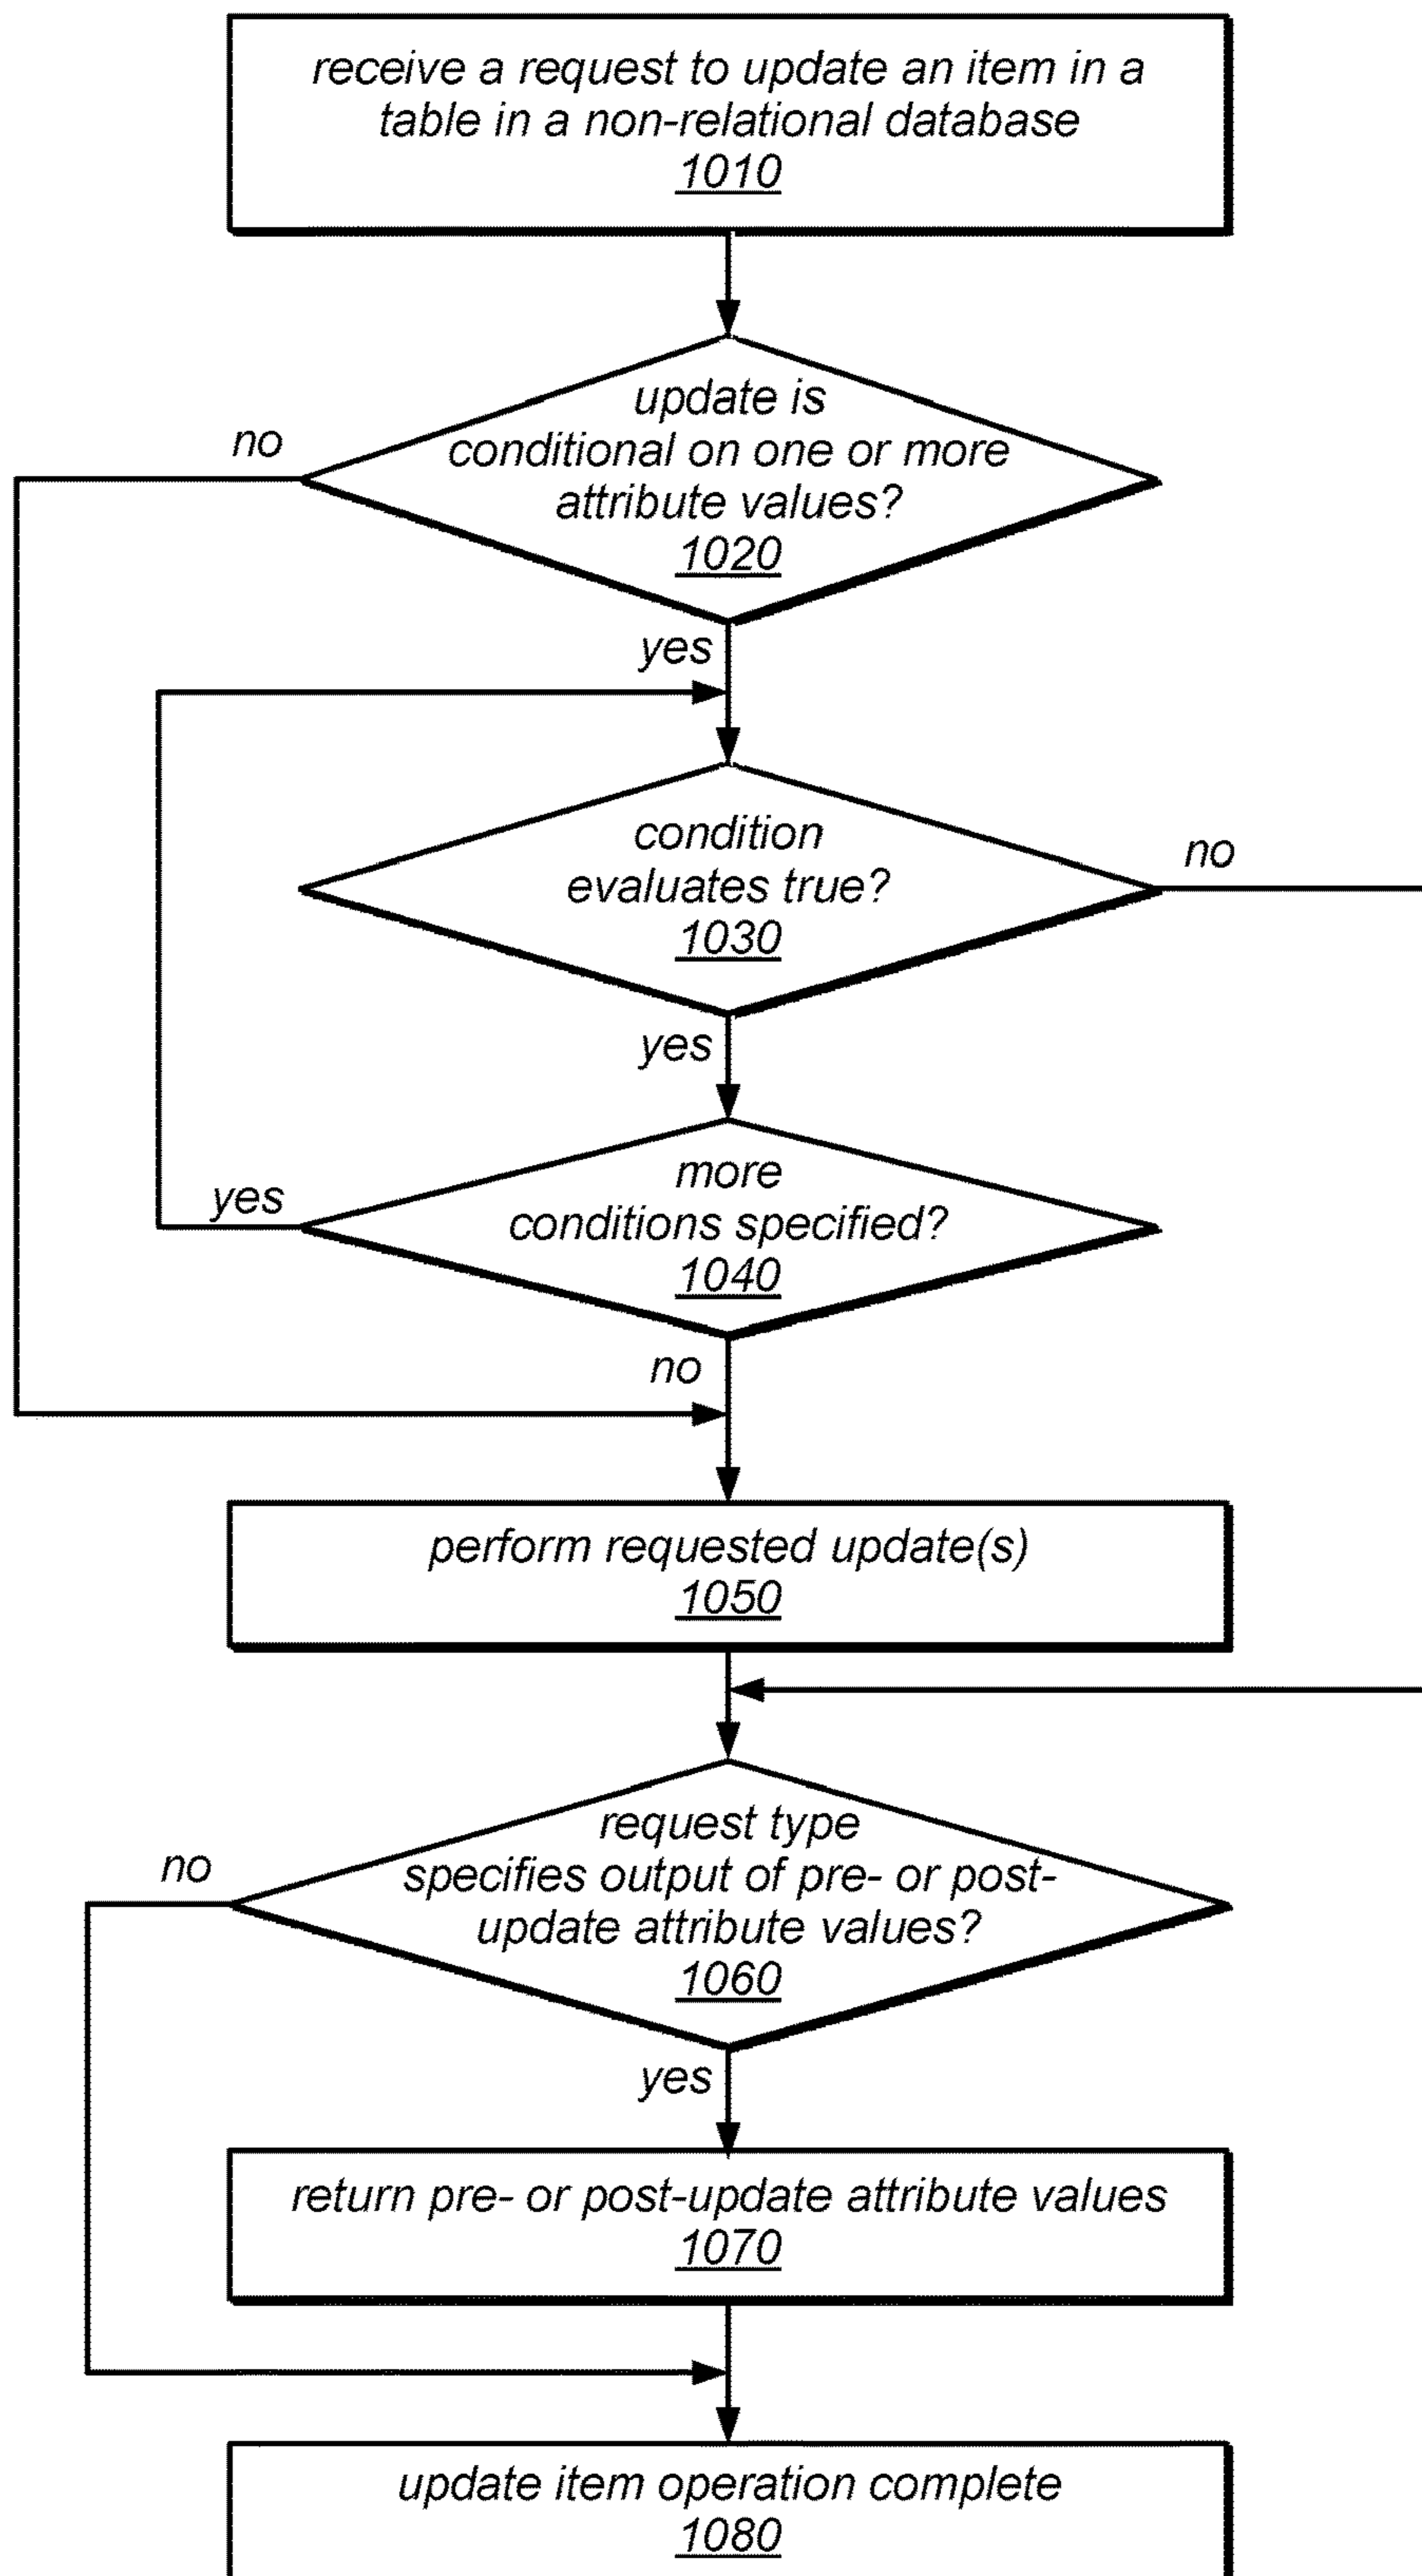 receive a request to update an item in a
table in a non-relational database
1010
update is
conditional on one or more
attribute values?
1020
no
yes
condition
evaluates true?
1030
no
yes
more
conditions specified?
1040
yes
no
perform requested update(s)
1050
request type
specifies output of pre- or post-
update attribute values?
1060
no
yes
return pre- or post-update attribute values
1070
update item operation complete
1080